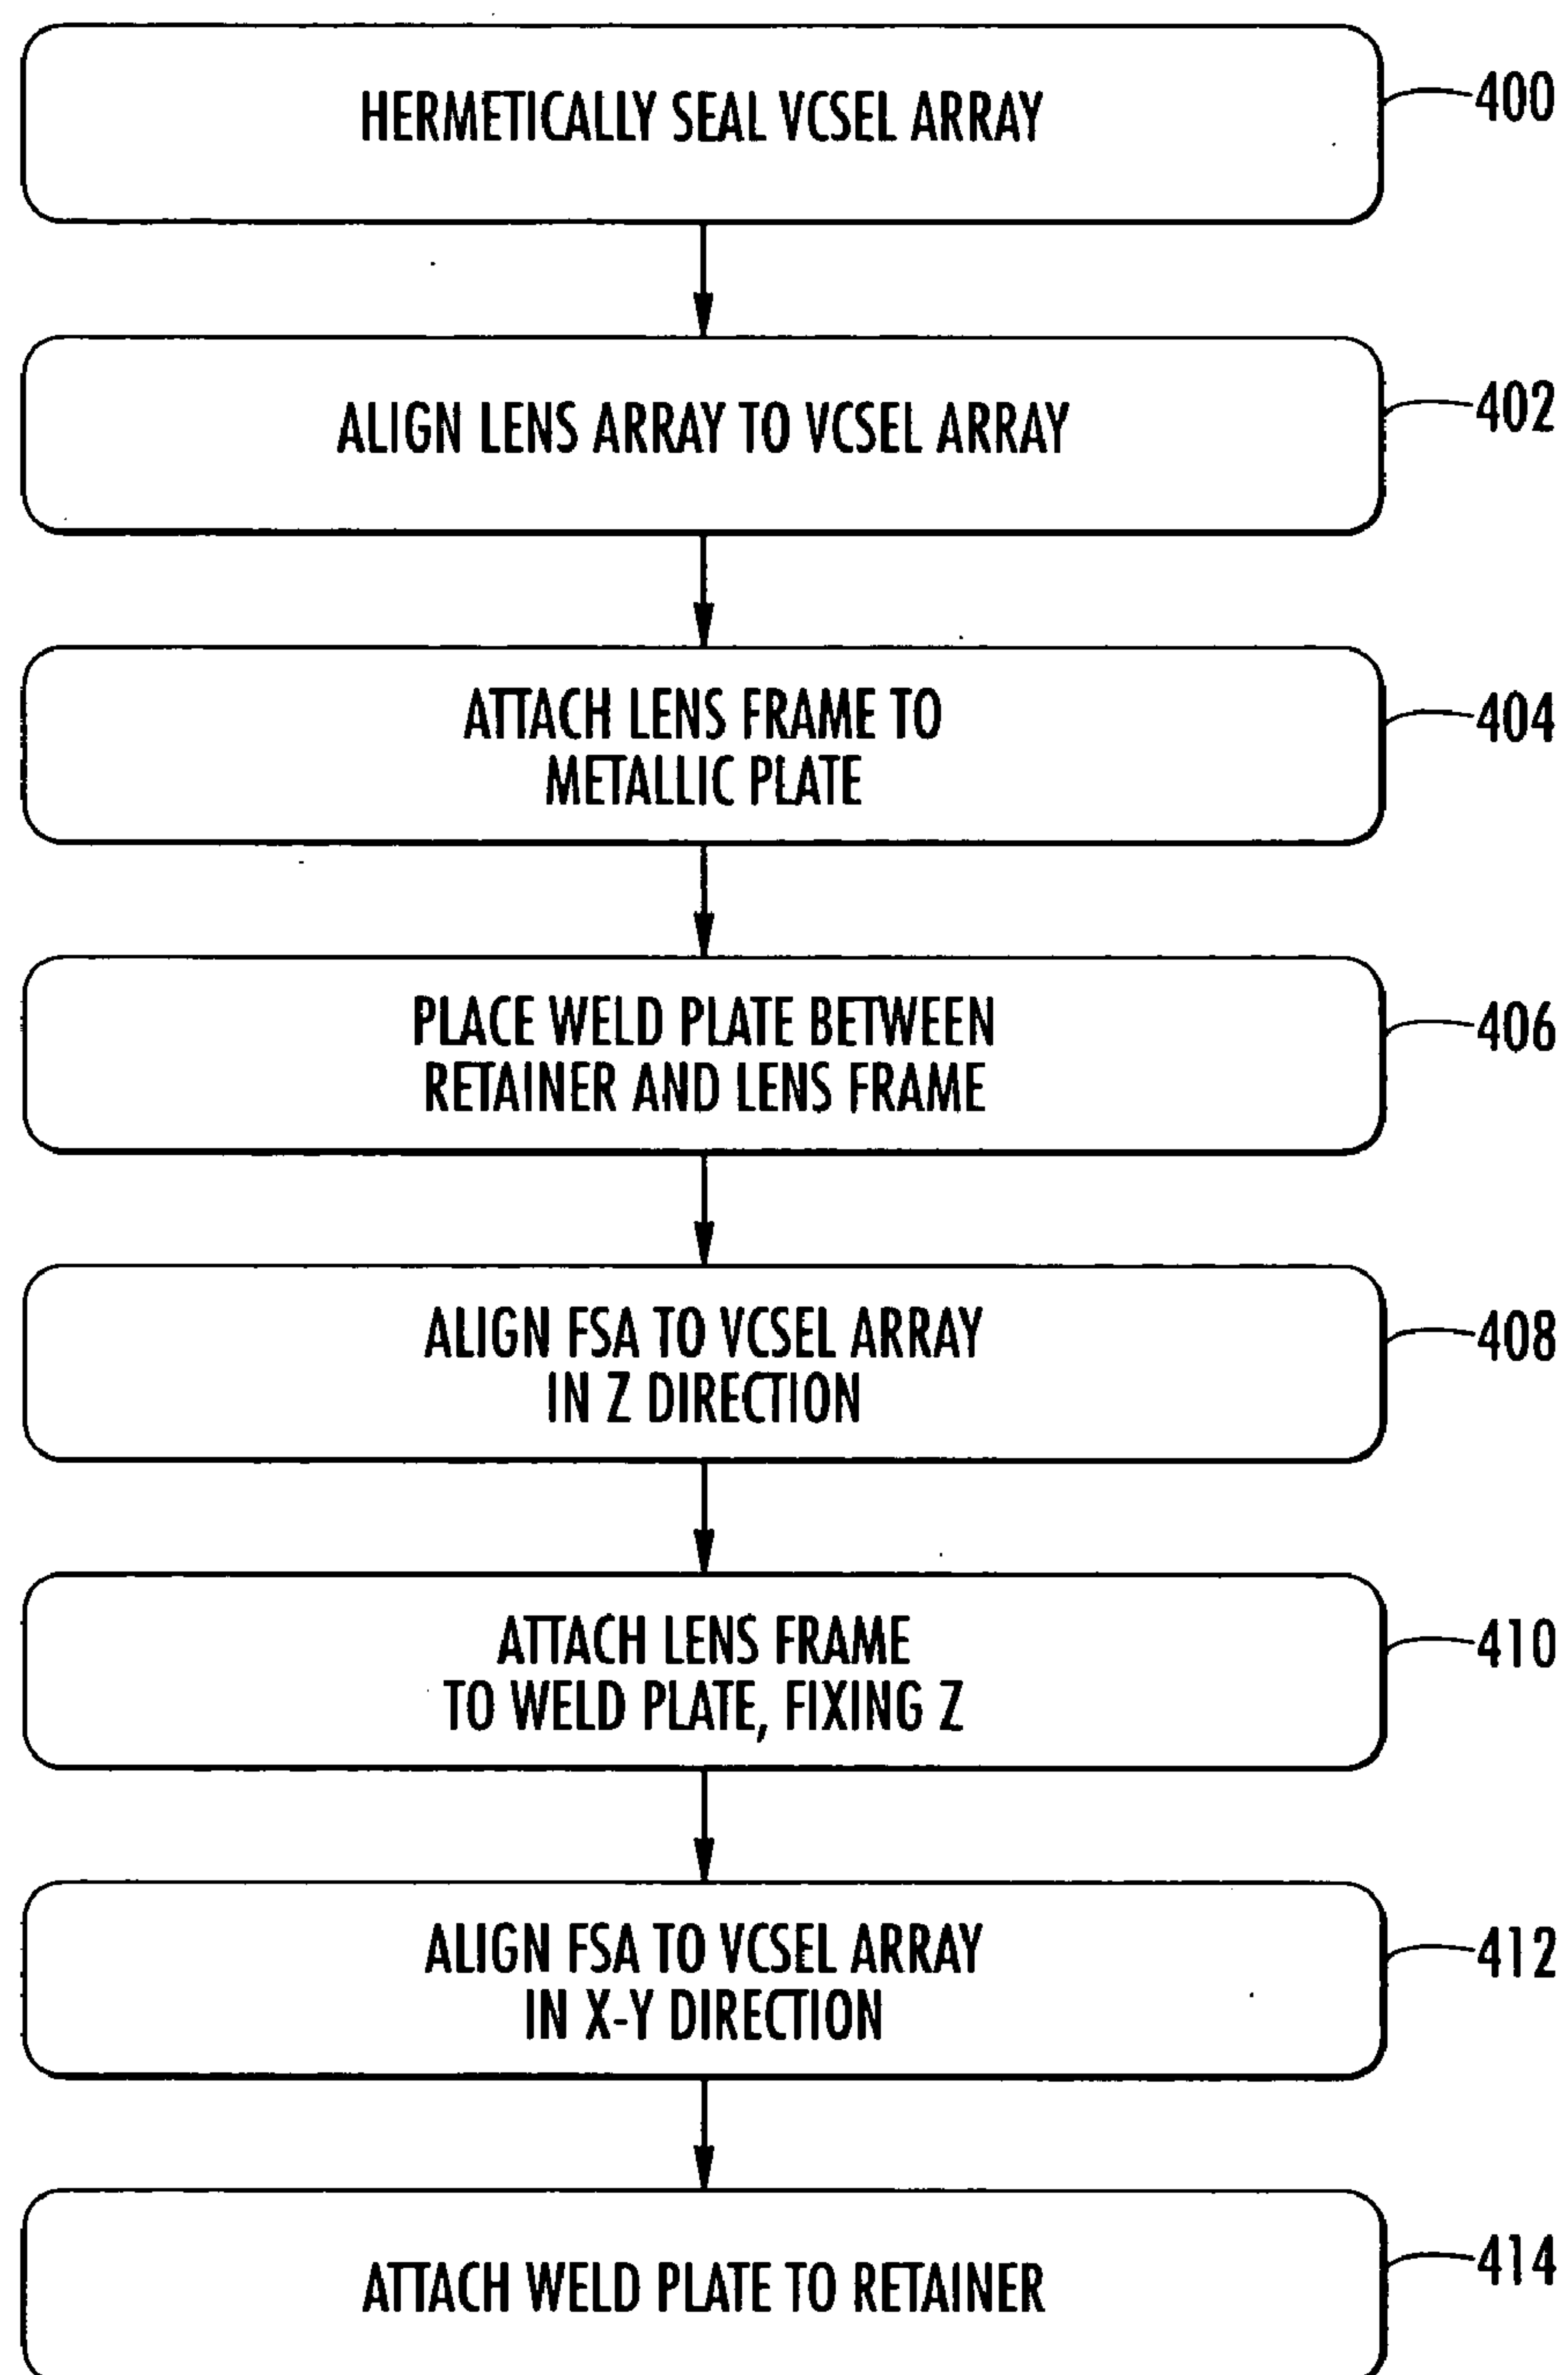 HERMETICALLY SEAL VCSEL ARRAY
400
ALIGN LENS ARRAY TO VCSEL ARRAY
402
ATTACH LENS FRAME TO
METALLIC PLATE
404
PLACE WELD PLATE BETWEEN
RETAINER AND LENS FRAME
406
ALIGN FSA TO VCSEL ARRAY
IN Z DIRECTION
408
ATTACH LENS FRAME
TO WELD PLATE, FIXING Z
410
ALIGN FSA TO VCSEL ARRAY
IN X-Y DIRECTION
412
ATTACH WELD PLATE TO RETAINER
414